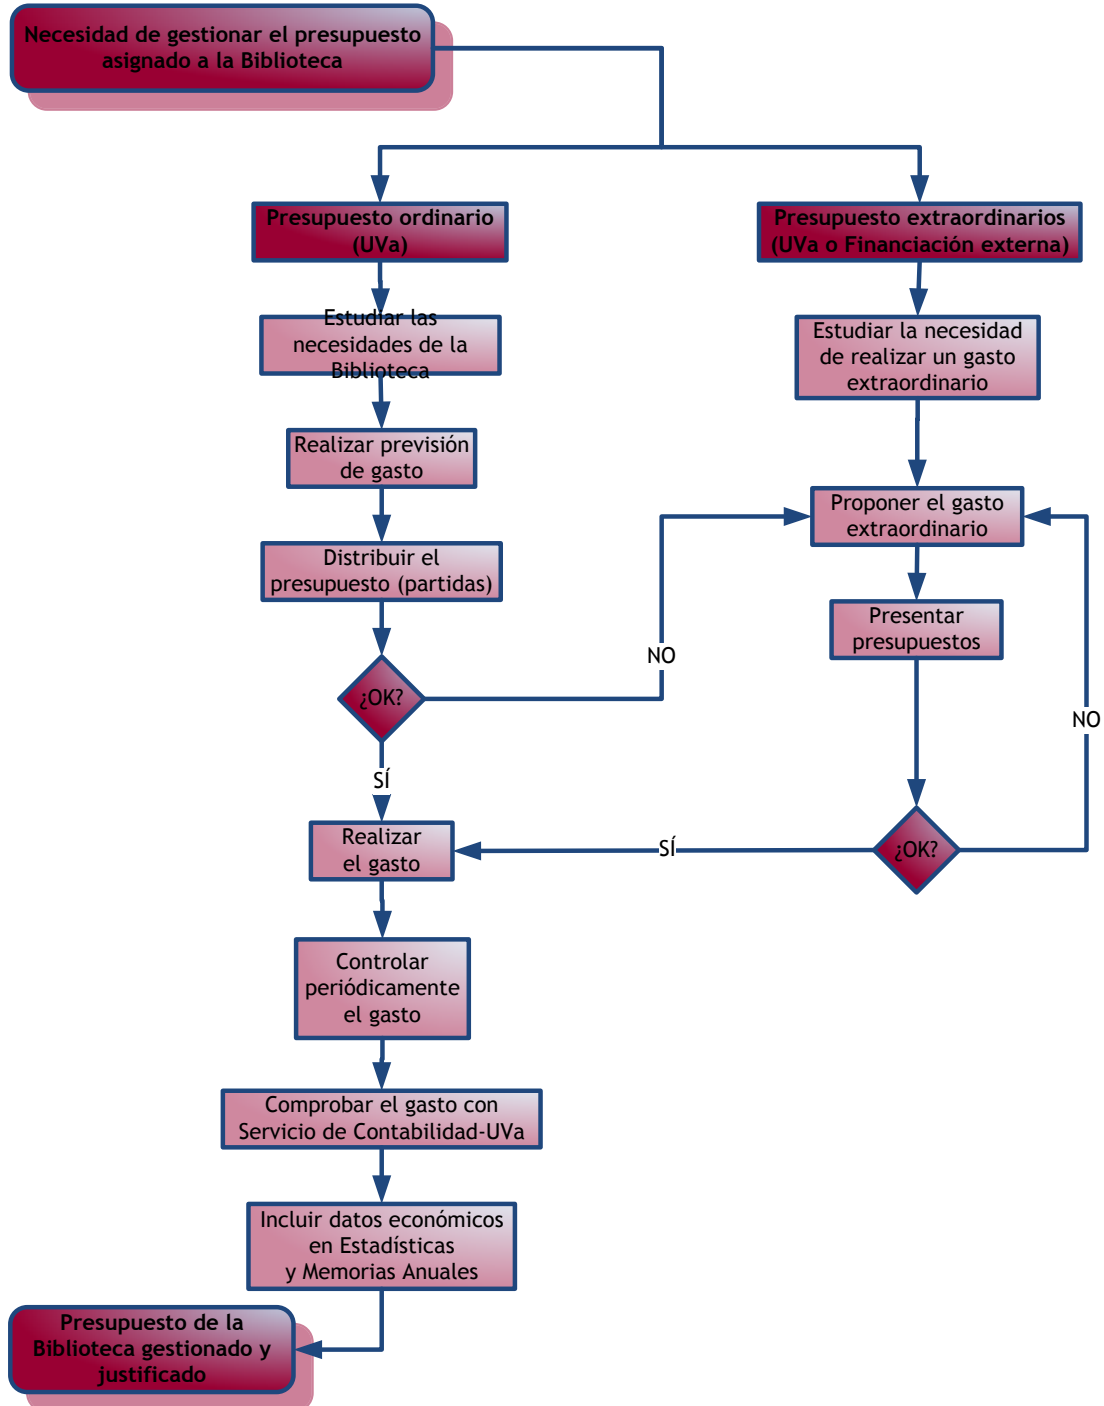 Necesidad de gestionar el presupuesto
asignado a la Biblioteca
Presupuesto ordinario
(UVa)
Presupuesto extraordinarios
(UVa o Financiación externa)
Estudiar las
necesidades de la
Biblioteca
Estudiar la necesidad
de realizar un gasto
extraordinario
Realizar previsión
de gasto
Proponer el gasto
extraordinario
Distribuir el
presupuesto (partidas)
Presentar
presupuestos
NO
¿OK?
NO
SÍ
Realizar
el gasto
SÍ
¿OK?
Controlar
periódicamente
el gasto
Comprobar el gasto con
Servicio de Contabilidad-UVa
Incluir datos económicos
en Estadísticas
y Memorias Anuales
Presupuesto de la
Biblioteca gestionado y
justificado